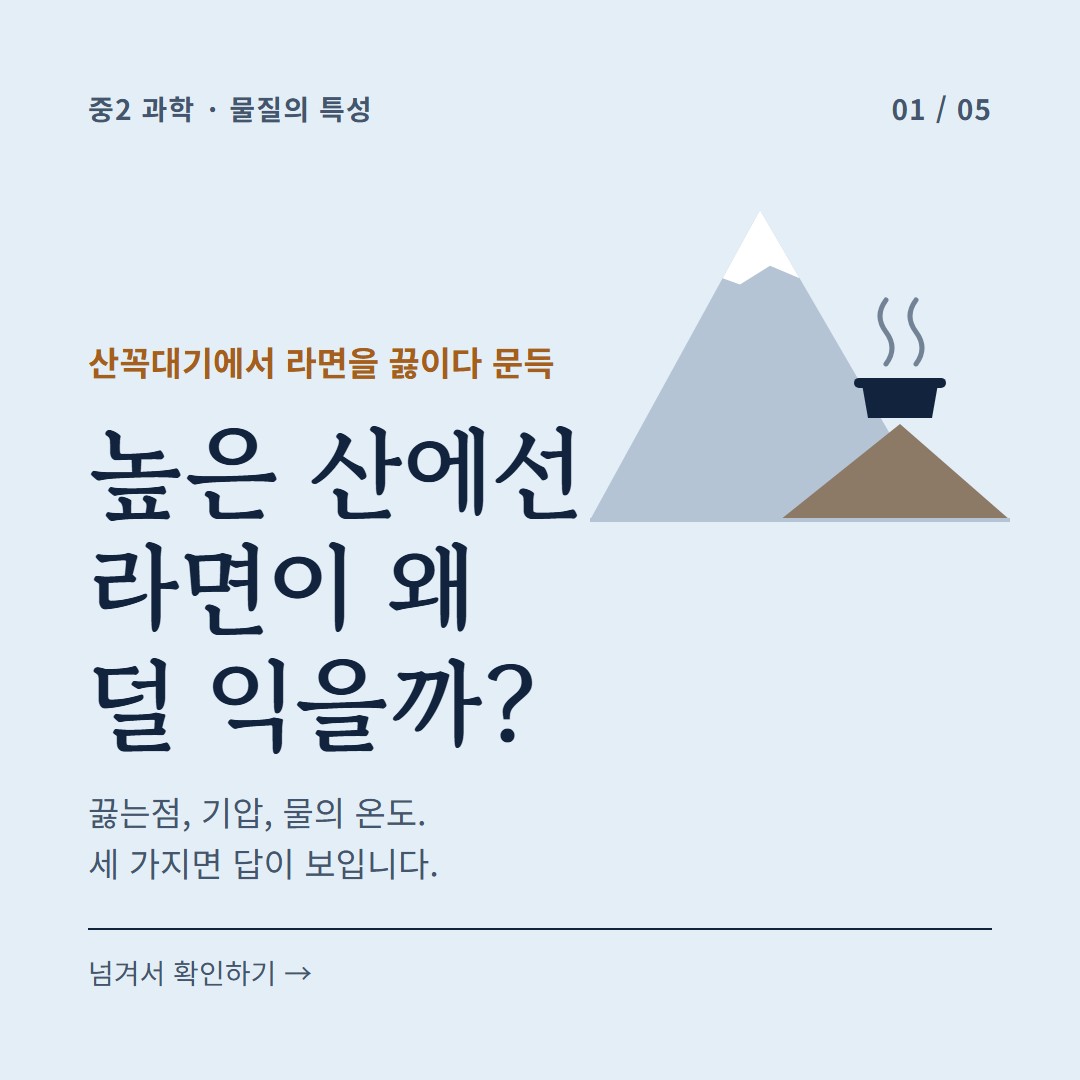 중2 과학 · 물질의 특성
01 / 05
산꼭대기에서 라면을 끓이다 문득
높은 산에선
라면이 왜
덜 익을까?
끓는점, 기압, 물의 온도.
세 가지면 답이 보입니다.
넘겨서 확인하기 →